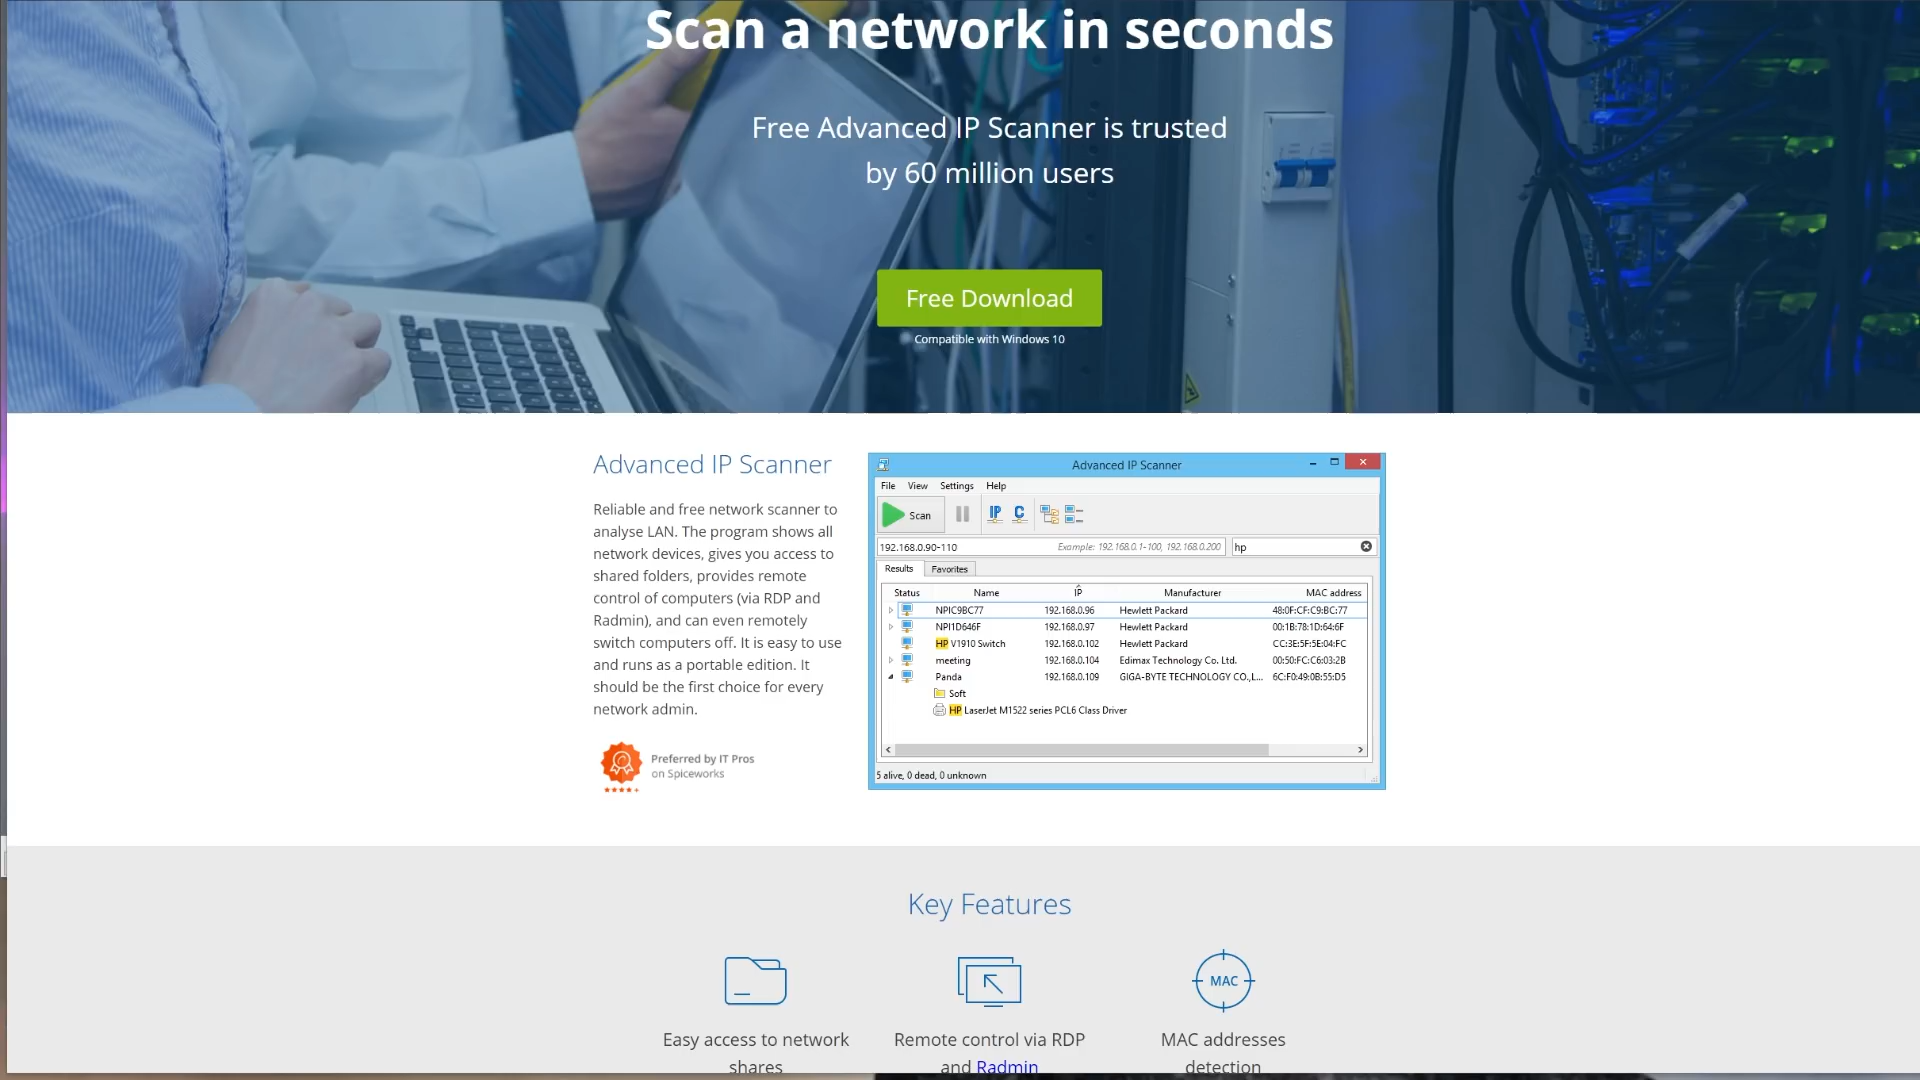 Scan a network in seconds
Free Advanced IP Scanner is trusted
by 60 million users
Free Download
Compatible with Windows 10
Advanced IP Scanner
Reliable and free network scanner to
analyse LAN. The program shows all
network devices, gives you access to
shared folders, provides remote
control of computers (via RDP and
Radmin), and can even remotely
switch computers off. It is easy to use
and runs as a portable edition. It
should be the first choice for every
network admin.
Preferred by IT Pros
on Spiceworks
Advanced IP Scanner
File View Settings Help
Scan IP C
192.168.0.90-110 Example: 192.168.0.1-100, 192.168.0.200 hp
Results Favorites
Status Name IP Manufacturer MAC address
NPIC9BC77 192.168.0.96 Hewlett Packard 48:0F:CF:C9:BC:77
NPI1D646F 192.168.0.97 Hewlett Packard 00:1B:78:1D:64:6F
HP V1910 Switch 192.168.0.102 Hewlett Packard CC:3E:5F:5E:04:FC
meeting 192.168.0.104 Edimax Technology Co. Ltd. 00:50:FC:C6:03:2B
Panda 192.168.0.109 GIGA-BYTE TECHNOLOGY CO.,L... 6C:F0:49:0B:55:D5
Soft
HP LaserJet M1522 series PCL6 Class Driver
5 alive, 0 dead, 0 unknown
Key Features
MAC
Easy access to network
shares
Remote control via RDP
and Radmin
MAC addresses
detection